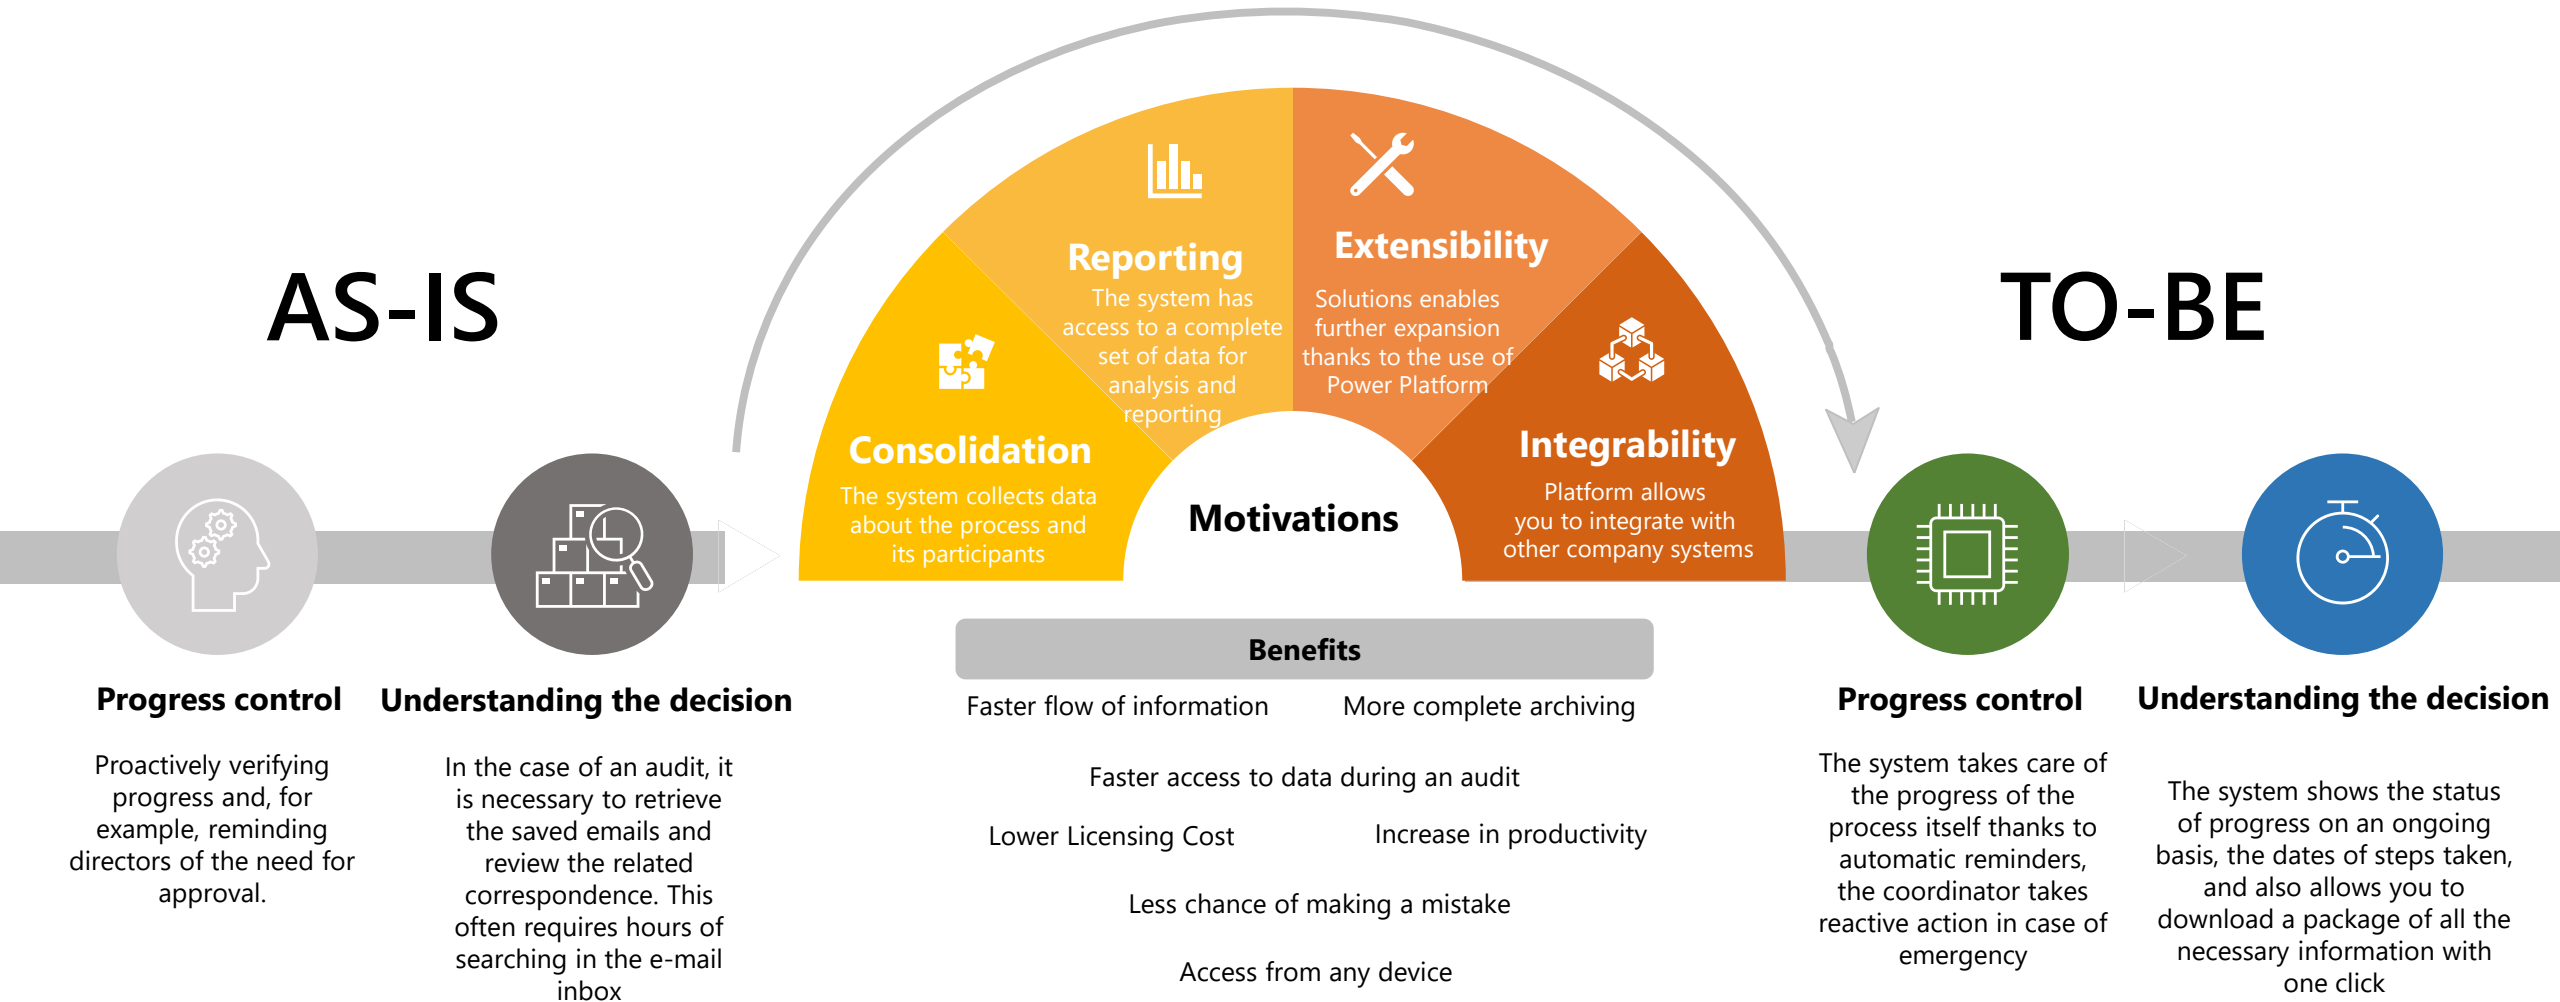 AS-IS
Progress control
Proactively verifying
progress and, for
example, reminding
directors of the need for
approval.
Understanding the decision
In the case of an audit, it
is necessary to retrieve
the saved emails and
review the related
correspondence. This
often requires hours of
searching in the e-mail
inbox
Consolidation
The system collects data
about the process and
its participants
Reporting
The system has
access to a complete
set of data for
analysis and
reporting
Extensibility
Solutions enables
further expansion
thanks to the use of
Power Platform
Integrability
Platform allows
you to integrate with
other company systems
Motivations
Benefits
Faster flow of information
More complete archiving
Faster access to data during an audit
Lower Licensing Cost
Increase in productivity
Less chance of making a mistake
Access from any device
TO-BE
Progress control
The system takes care of
the progress of the
process itself thanks to
automatic reminders,
the coordinator takes
reactive action in case of
emergency
Understanding the decision
The system shows the status
of progress on an ongoing
basis, the dates of steps taken,
and also allows you to
download a package of all the
necessary information with
one click